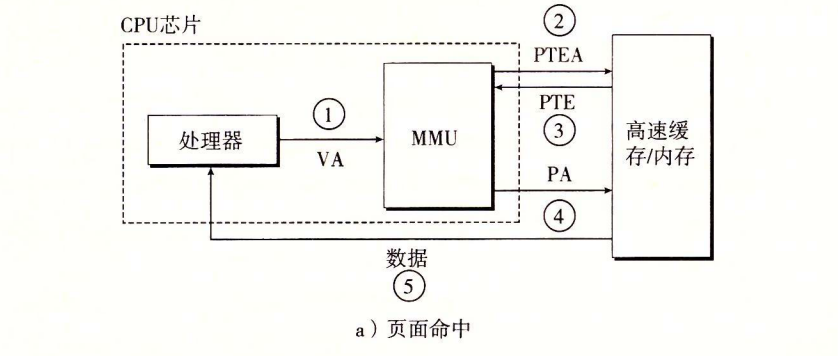 CPU芯片
②
PTEA
①
PTE
处理器
MMU
③
高速缓
存/内存
VA
PA
④
数据
⑤
a）页面命中